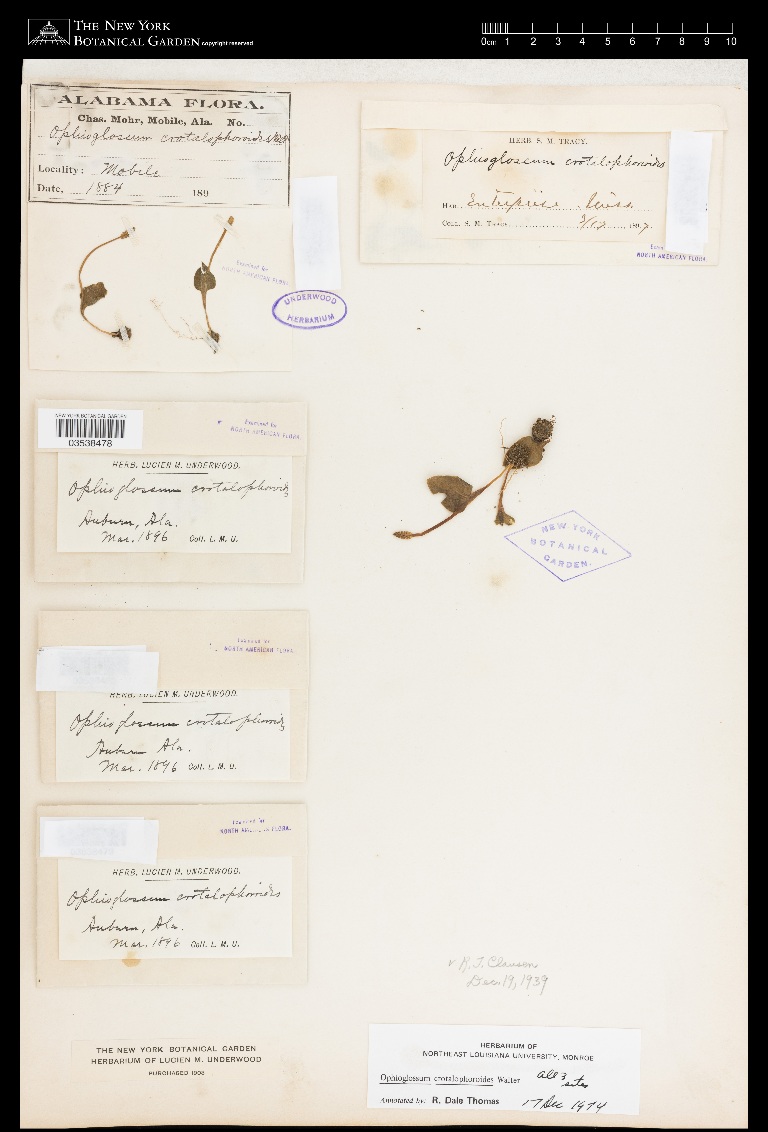 THE NEW YORK
BOTANICAL GARDEN copyright reserved
0cm 1 2 3 4 5 6 7 8 9 10
ALABAMA FLORA.
Chas. Mohr, Mobile, Ala. No.
Ophioglossum crotalophoroides Walt
Locality: Mobile
Date, 1884 189
Examined for
NORTH AMERICAN FLORA
UNDERWOOD
HERBARIUM
HERB. S. M. TRACY.
Ophioglossum crotalophoroides
HAB. Enterprise Miss.
COLL. S. M. TRACY 3/17 1897.
NORTH AMERICAN FLORA
NEW YORK BOTANICAL GARDEN
03538478
Examined for
NORTH AMERICAN FLORA
HERB. LUCIEN M. UNDERWOOD.
Ophioglossum crotalophoroides
Auburn, Ala.
Mar. 1896 Coll. L. M. U.
NEW YORK
BOTANICAL
GARDEN.
Examined for
NORTH AMERICAN FLORA
HERB. LUCIEN M. UNDERWOOD.
Ophioglossum crotalophoroides
Auburn Ala.
Mar. 1896 Coll. L. M. U.
Examined for
NORTH AMERICAN FLORA.
HERB. LUCIEN M. UNDERWOOD.
Ophioglossum crotalophoroides
Auburn, Ala.
Mar. 1896 Coll. L. M. U.
v R. T. Clausen
Dec. 19, 1939
THE NEW YORK BOTANICAL GARDEN
HERBARIUM OF LUCIEN M. UNDERWOOD
PURCHASED 1908
HERBARIUM OF
NORTHEAST LOUISIANA UNIVERSITY, MONROE
Ophioglossum crotalophoroides Walter all 3 sites
Annotated by: R. Dale Thomas 17 Dec 1974